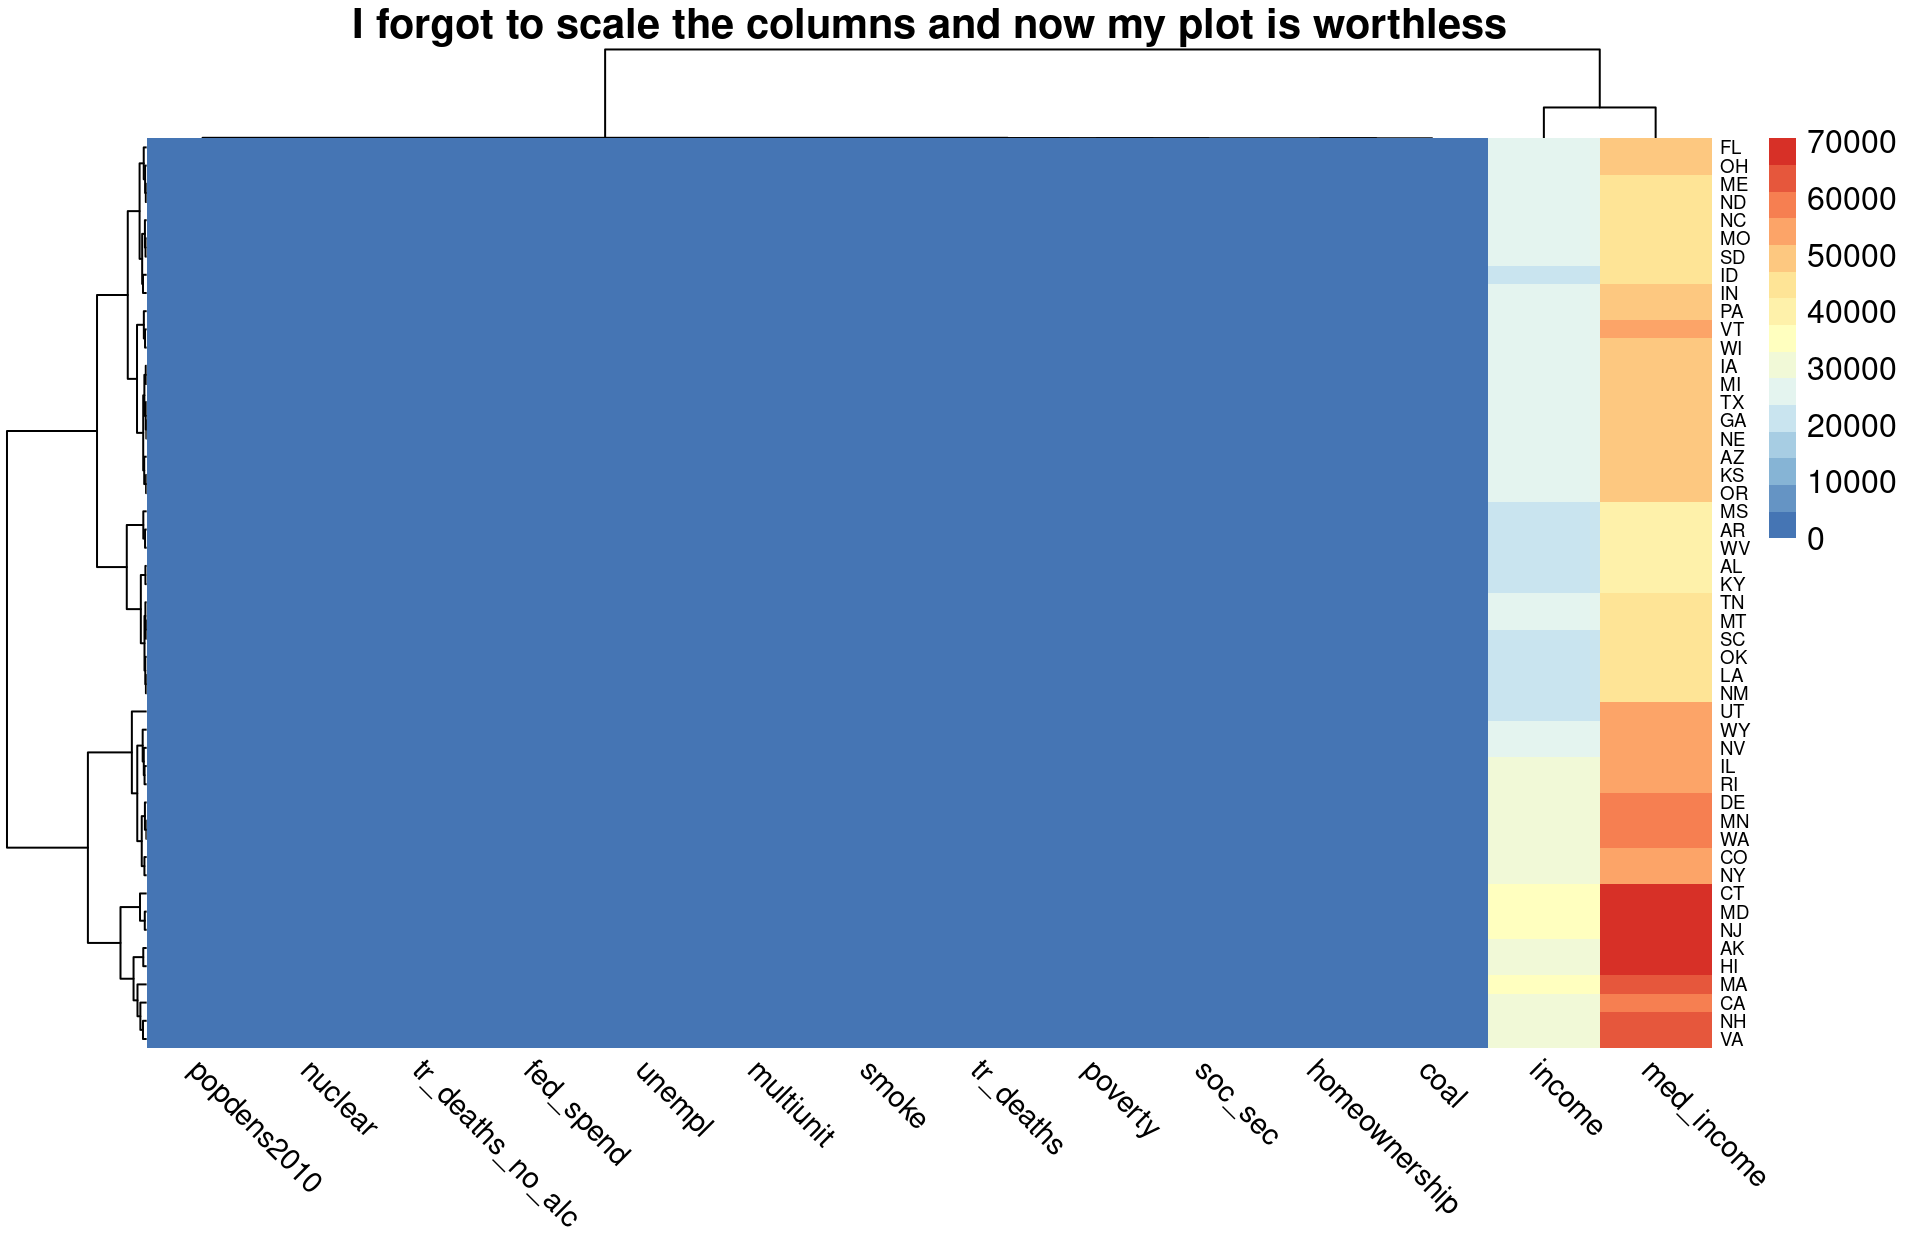 I forgot to scale the columns and now my plot is worthless
70000
60000
50000
40000
30000
20000
10000
0
FL
OH
ME
ND
NC
MO
SD
ID
IN
PA
VT
WI
IA
MI
TX
GA
NE
AZ
KS
OR
MS
AR
WV
AL
KY
TN
MT
SC
OK
LA
NM
UT
WY
NV
IL
RI
DE
MN
WA
CO
NY
CT
MD
NJ
AK
HI
MA
CA
NH
VA
popdens2010
nuclear
tr_deaths_no_alc
fed_spend
unempl
multiunit
smoke
tr_deaths
poverty
soc_sec
homeownership
coal
income
med_income